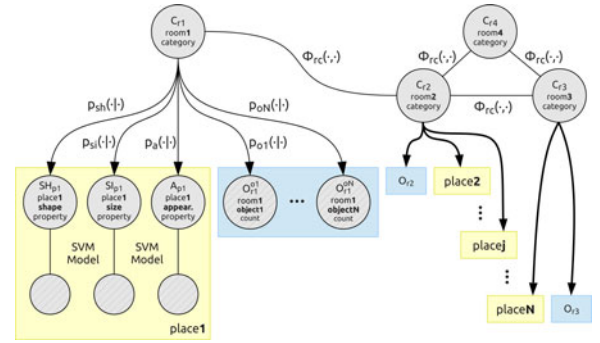 C_r1
room1
category
C_r4
room4
category
Φ_rc(·,·)
Φ_rc(·,·)
Φ_rc(·,·)
C_r2
room2
category
C_r3
room3
category
Φ_rc(·,·)
p_sh(·|·)
p_oN(·|·)
p_si(·|·)
p_a(·|·)
p_o1(·|·)
O_r2
place2
SH_p1
place1
shape
property
SI_p1
place1
size
property
A_p1
place1
appear.
property
O_r1^o1
room1
object1
count
...
O_r1^oN
room1
objectN
count
...
placej
SVM
Model
SVM
Model
...
placeN
O_r3
place1